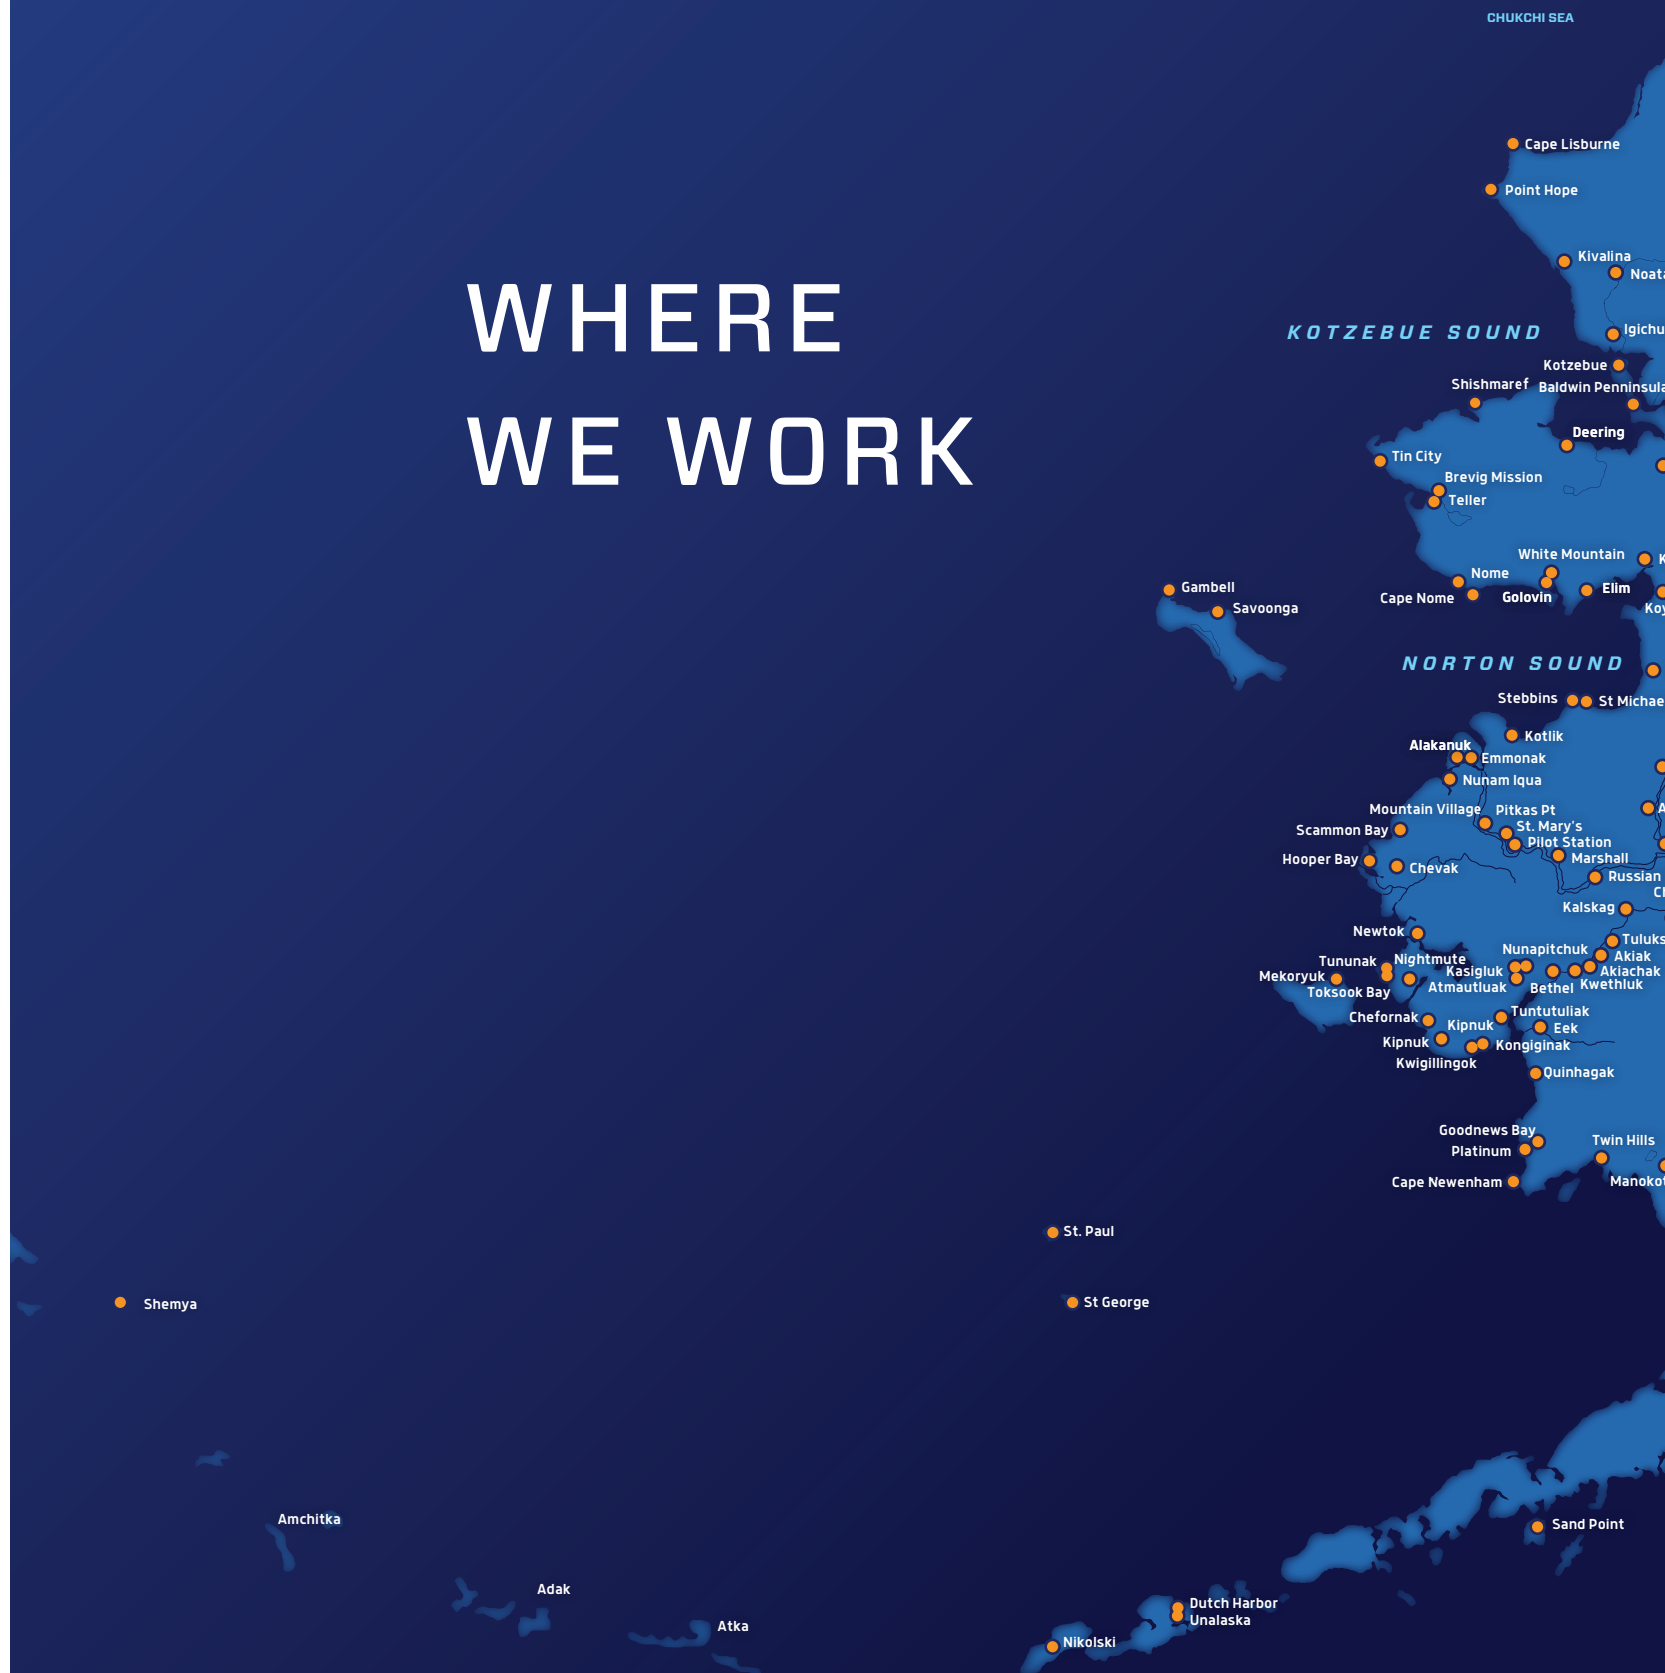 CHUKCHI SEA
Cape Lisburne
Point Hope
Kivalina
KOTZEBUE SOUND
Kotzebue
Shishmaref
Baldwin Penninsula
Deering
Tin City
Brevig Mission
Teller
WHERE
WE WORK
White Mountain
Nome
Cape Nome
Golovin
Elim
Gambell
Savoonga
NORTON SOUND
Stebbins
Kotlik
Alakanuk
Emmonak
Nunam Iqua
Mountain Village
Pitkas Pt
St. Mary's
Scammon Bay
Pilot Station
Hooper Bay
Marshall
Chevak
Russian
Kalskag
Newtok
Nunapitchuk
Akiak
Tununak
Nightmute
Kasigluk
Akiachak
Mekoryuk
Toksook Bay
Atmautluak
Bethel
Kwethluk
Chefornak
Tuntutuliak
Kipnuk
Eek
Kipnuk
Kongiginak
Kwigillingok
Quinhagak
Goodnews Bay
Platinum
Twin Hills
Cape Newenham
St. Paul
St George
Shemya
Amchitka
Sand Point
Adak
Atka
Dutch Harbor
Unalaska
Nikolski